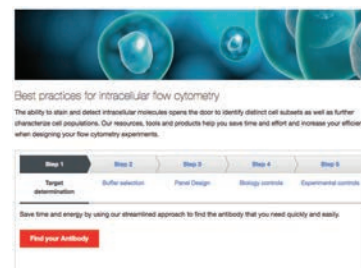 Best practices for intracellular flow cytometry
The ability to stain and detect intracellular molecules opens the door to identify distinct cell subsets as well as further
characterize cell populations. Our resources, tools and products help you save time and effort and increase your
when designing your flow cytometry experiments.
Step 1 Step 2 Step 3 Step 4 Step 5
Target determination Buffer selection Panel Design Biology controls Experimental controls
Save time and energy by using our streamlined approach to find the antibody that you need quickly and easily.
Find your Antibody